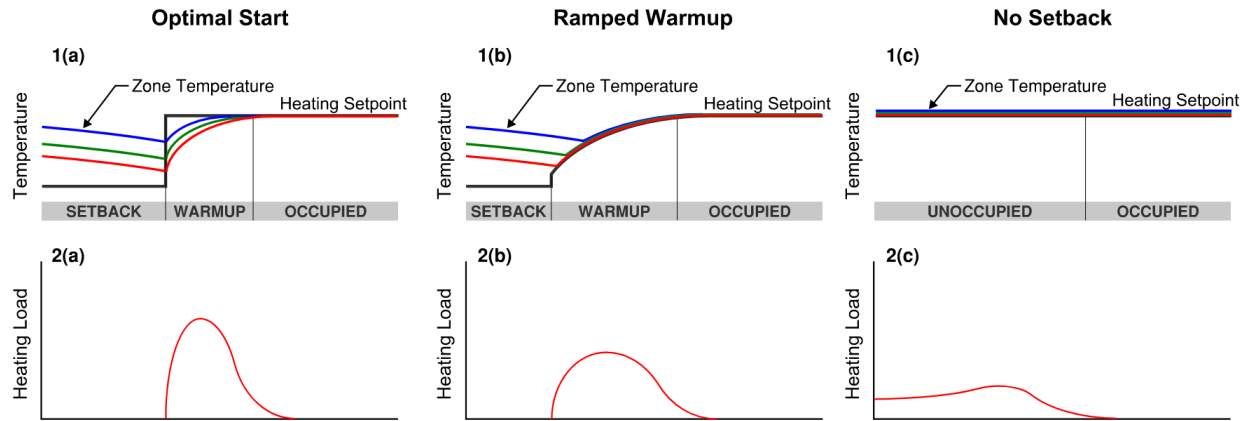 Optimal Start
Ramped Warmup
No Setback
1(a)
Zone Temperature
Heating Setpoint
Temperature
SETBACK
WARMUP
OCCUPIED
1(b)
Zone Temperature
Heating Setpoint
Temperature
SETBACK
WARMUP
OCCUPIED
1(c)
Zone Temperature
Heating Setpoint
Temperature
UNOCCUPIED
OCCUPIED
2(a)
Heating Load
2(b)
Heating Load
2(c)
Heating Load